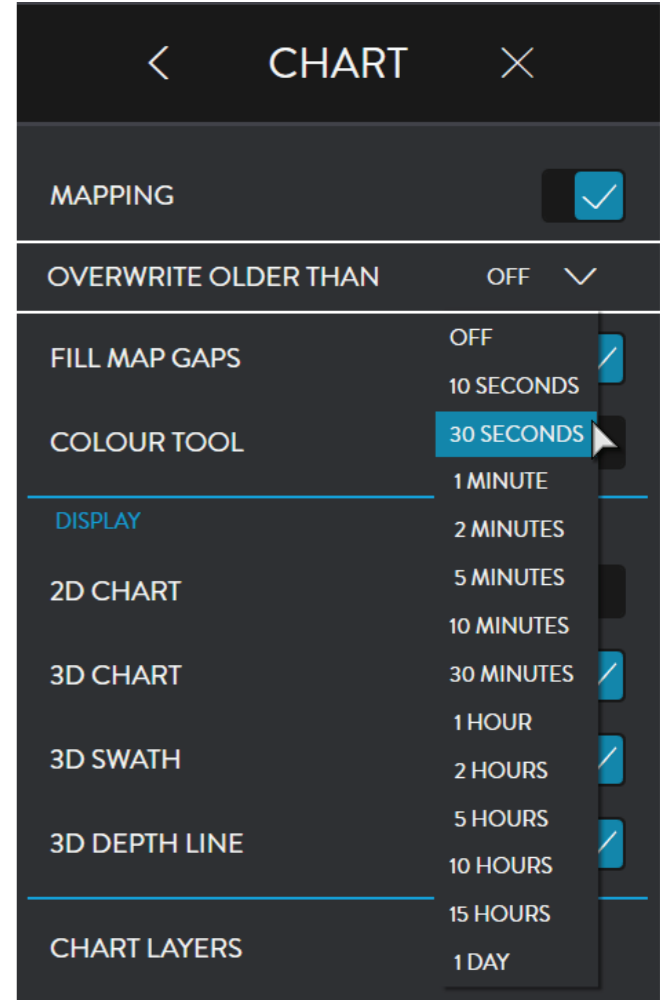 CHART
MAPPING
OVERWRITE OLDER THAN OFF
OFF
FILL MAP GAPS
10 SECONDS
COLOUR TOOL
30 SECONDS
1 MINUTE
DISPLAY
2 MINUTES
2D CHART
5 MINUTES
10 MINUTES
3D CHART
30 MINUTES
1 HOUR
3D SWATH
2 HOURS
5 HOURS
3D DEPTH LINE
10 HOURS
15 HOURS
CHART LAYERS
1 DAY